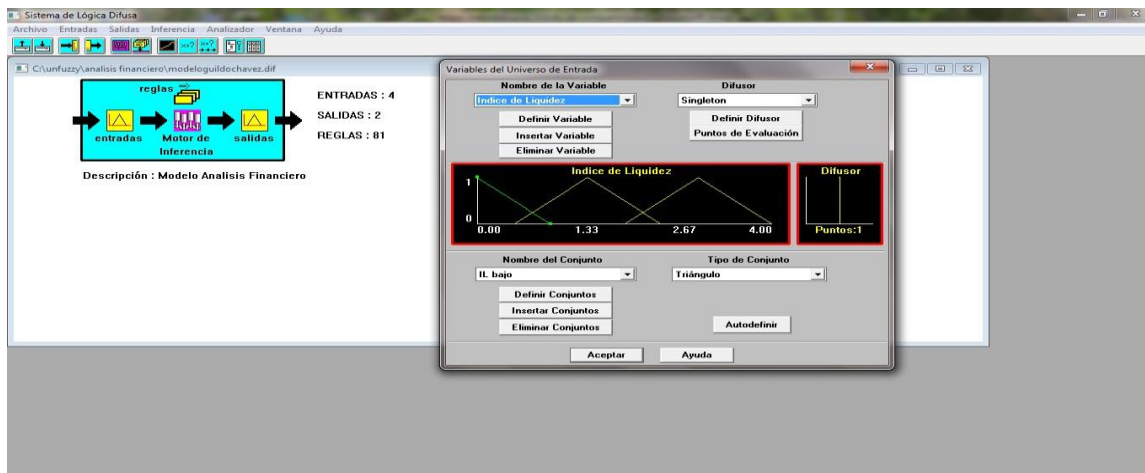 Sistema de Lógica Difusa
Archivo Entradas Salidas Inferencia Analizador Ventana Ayuda
C:\unfuzzy\analisis financiero\modeloguildochavez.dif
reglas
entradas
Motor de
Inferencia
salidas
ENTRADAS : 4
SALIDAS : 2
REGLAS : 81
Descripción : Modelo Analisis Financiero
Variables del Universo de Entrada
Nombre de la Variable
Difusor
Indice de Liquidez
Singleton
Definir Variable
Definir Difusor
Insertar Variable
Puntos de Evaluación
Eliminar Variable
Indice de Liquidez
Difusor
1
0
0.00 1.33 2.67 4.00
Puntos:1
Nombre del Conjunto
Tipo de Conjunto
IL bajo
Triángulo
Definir Conjuntos
Insertar Conjuntos
Eliminar Conjuntos
Autodefinir
Aceptar
Ayuda